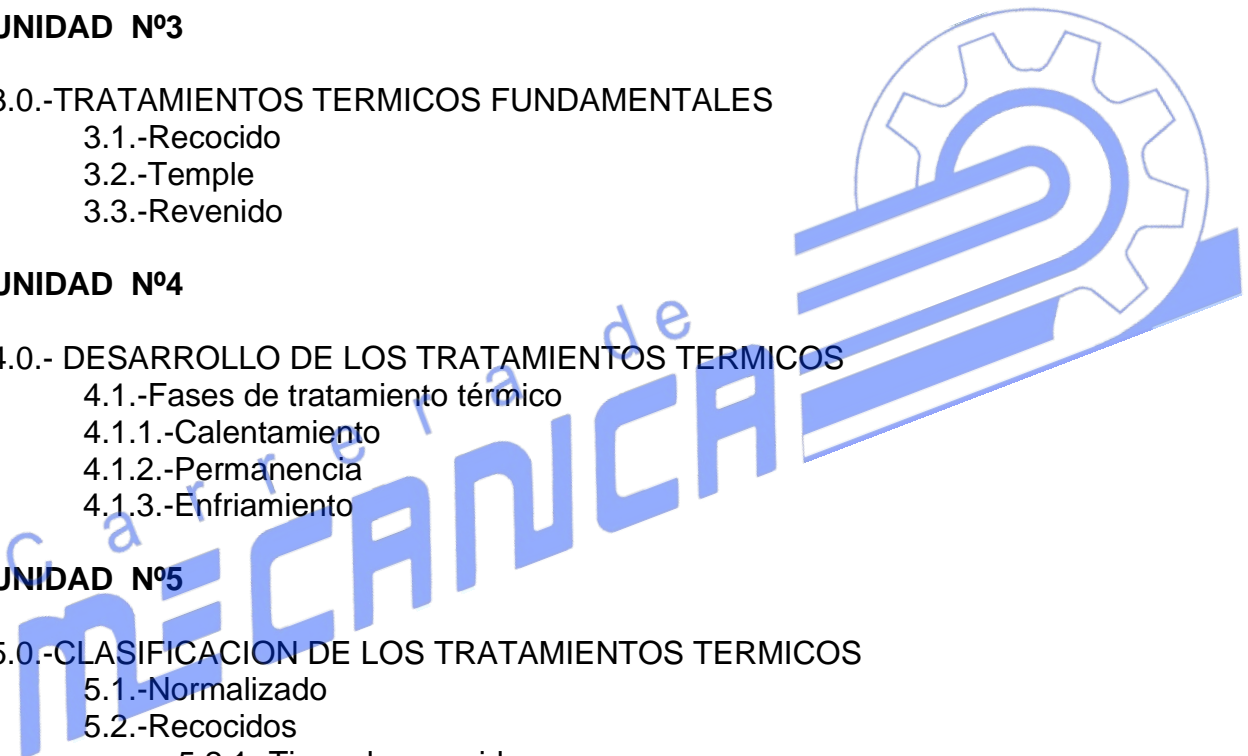 UNIDAD Nº3
3.0.-TRATAMIENTOS TERMICOS FUNDAMENTALES
3.1.-Recocido
3.2.-Temple
3.3.-Revenido
UNIDAD Nº4
4.0.- DESARROLLO DE LOS TRATAMIENTOS TERMICOS
4.1.-Fases de tratamiento térmico
4.1.1.-Calentamiento
4.1.2.-Permanencia
4.1.3.-Enfriamiento
UNIDAD Nº5
5.0.-CLASIFICACION DE LOS TRATAMIENTOS TERMICOS
5.1.-Normalizado
5.2.-Recocidos
Carrera de
MECANICA